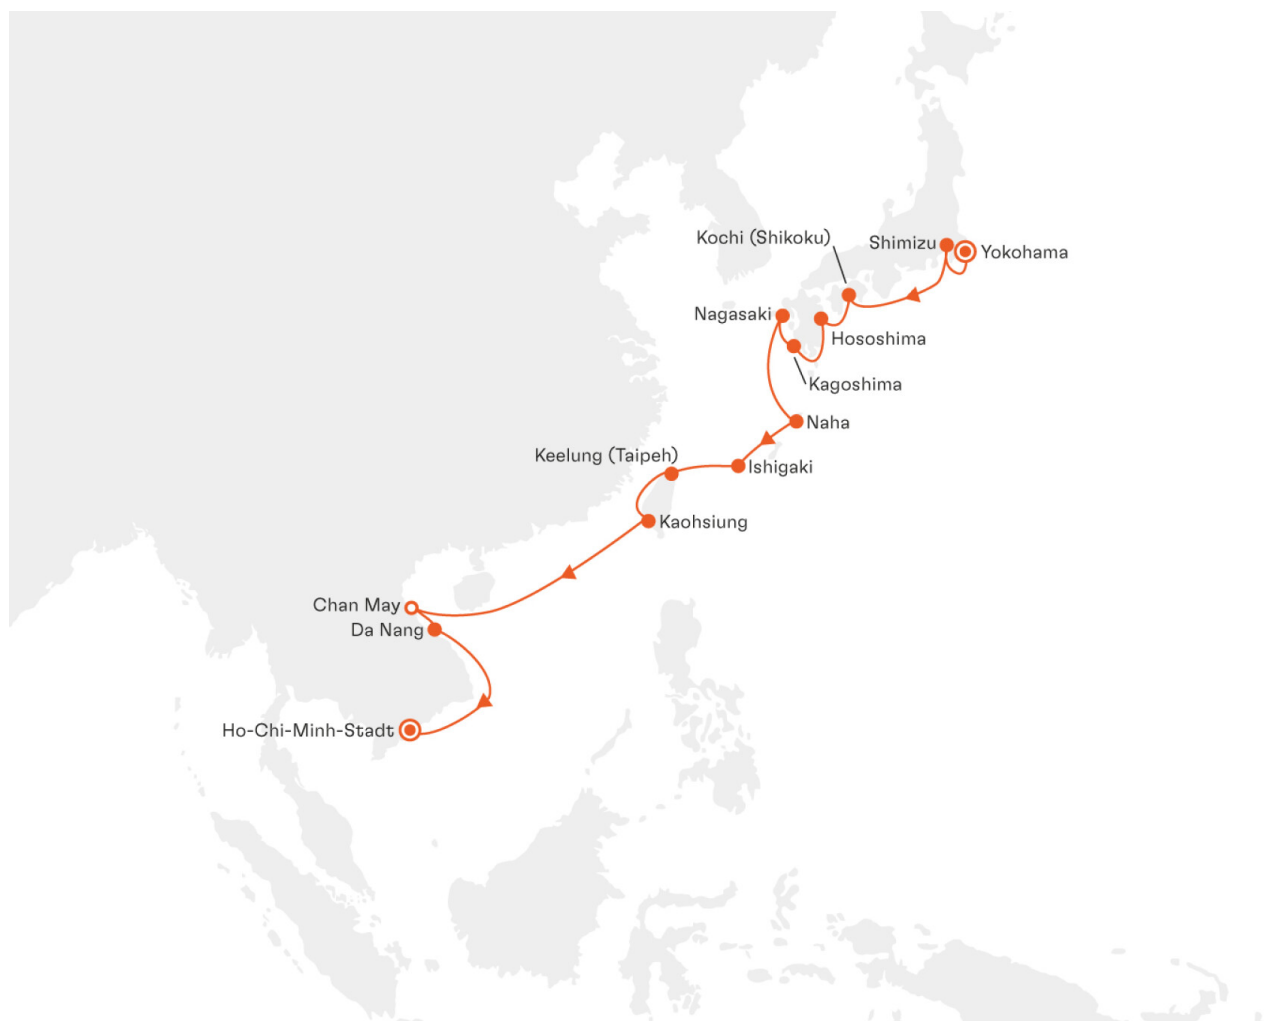 Kochi (Shikoku)
Shimizu
Yokohama
Nagasaki
Hososhima
Kagoshima
Naha
Keelung (Taipeh)
Ishigaki
Kaohsiung
Chan May
Da Nang
Ho-Chi-Minh-Stadt